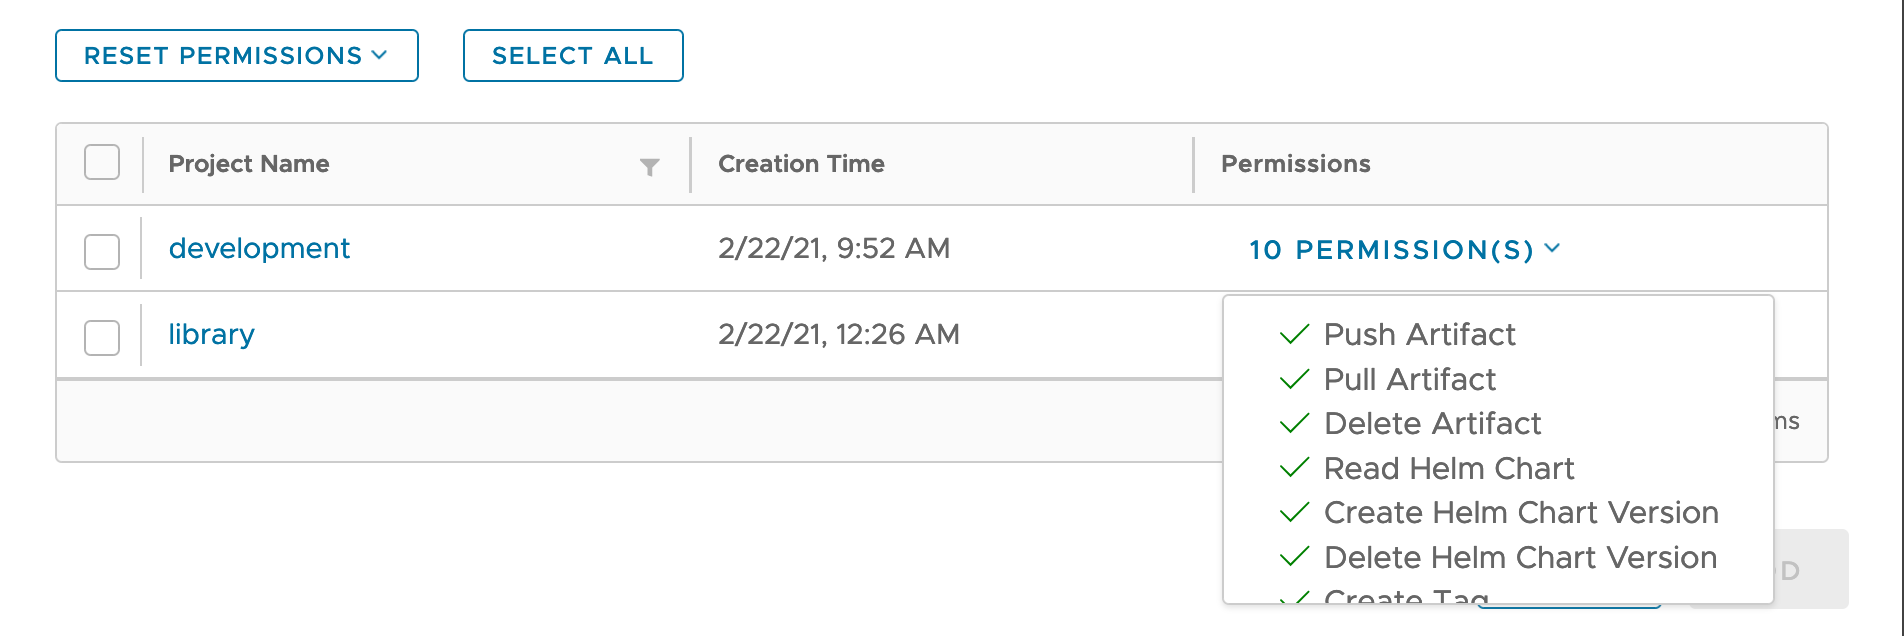 RESET PERMISSIONS
SELECT ALL
Project Name
Creation Time
Permissions
development
2/22/21, 9:52 AM
10 PERMISSION(S)
library
2/22/21, 12:26 AM
Push Artifact
Pull Artifact
Delete Artifact
Read Helm Chart
Create Helm Chart Version
Delete Helm Chart Version
Create Tag